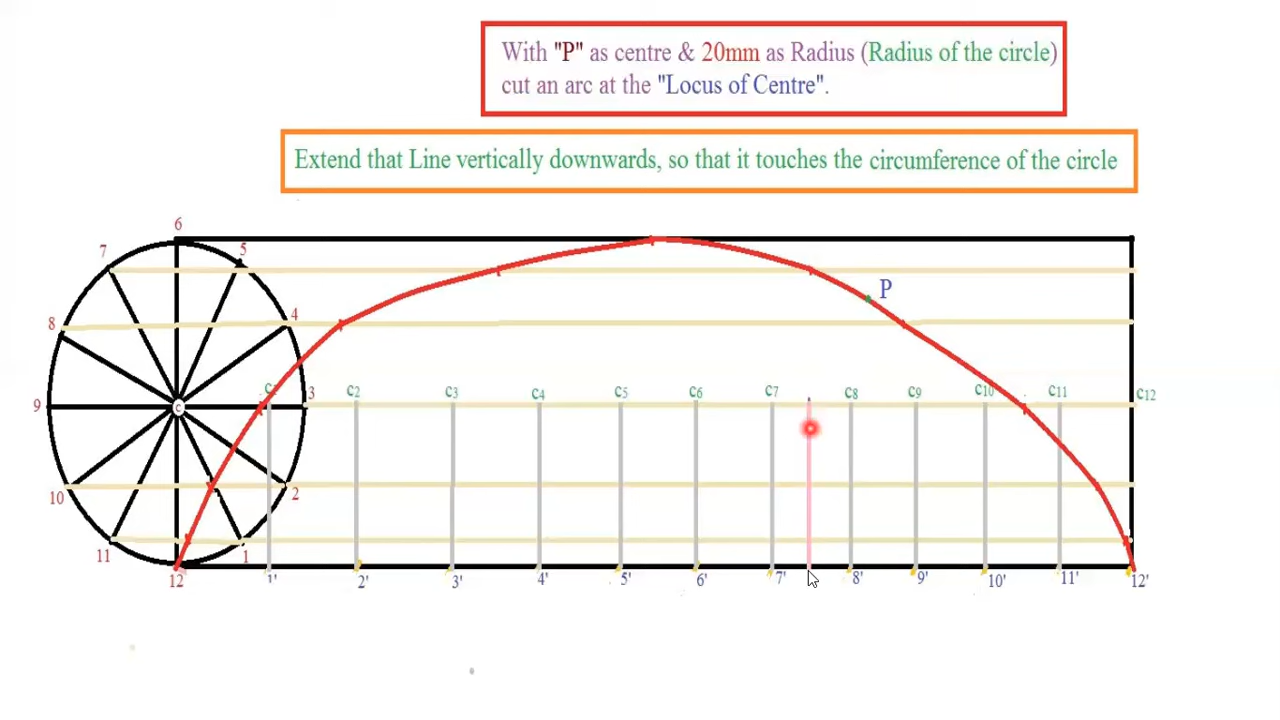 With "P" as centre & 20mm as Radius (Radius of the circle)
cut an arc at the "Locus of Centre".
Extend that Line vertically downwards, so that it touches the circumference of the circle
6
7
5
P
8
4
9
c
3
c2
c3
c4
c5
c6
c7
c8
c9
c10
c11
c12
10
2
11
1
12
1'
2'
3'
4'
5'
6'
7'
8'
9'
10'
11'
12'